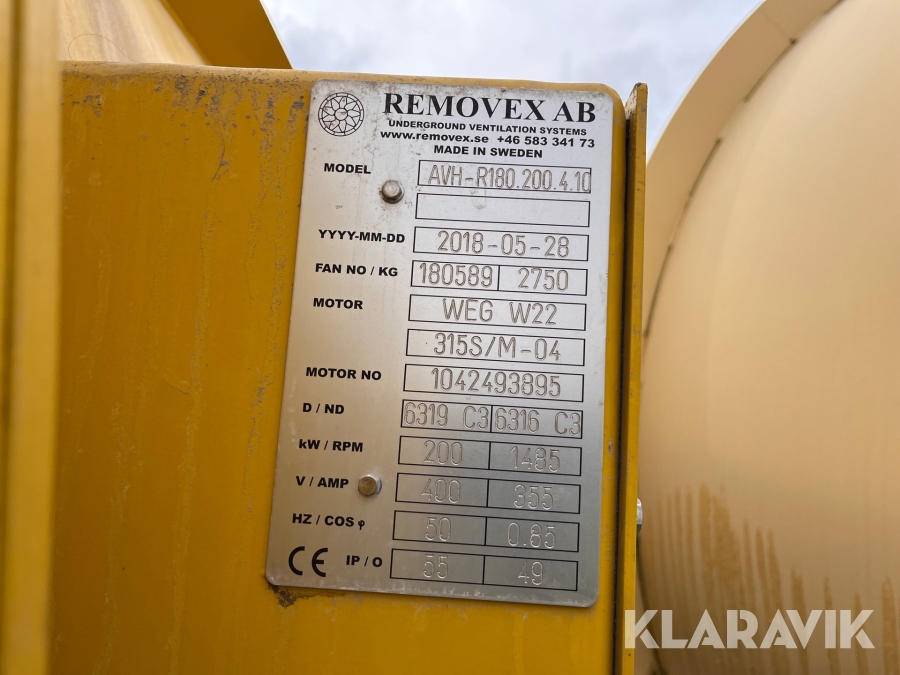 REMOVEX AB
UNDERGROUND VENTILATION SYSTEMS
www.removex.se +46 583 341 73
MADE IN SWEDEN
MODEL AVH-R180.200.4.10
YYYY-MM-DD 2018-05-28
FAN NO / KG 180589 2750
MOTOR WEG W22
315S/M-04
MOTOR NO 1042493895
D / ND 6319 C3 6316 C3
kW / RPM 200 1485
V / AMP 400 355
HZ / COS φ 50 0.85
CE IP / O 55 49
KLARAVIK